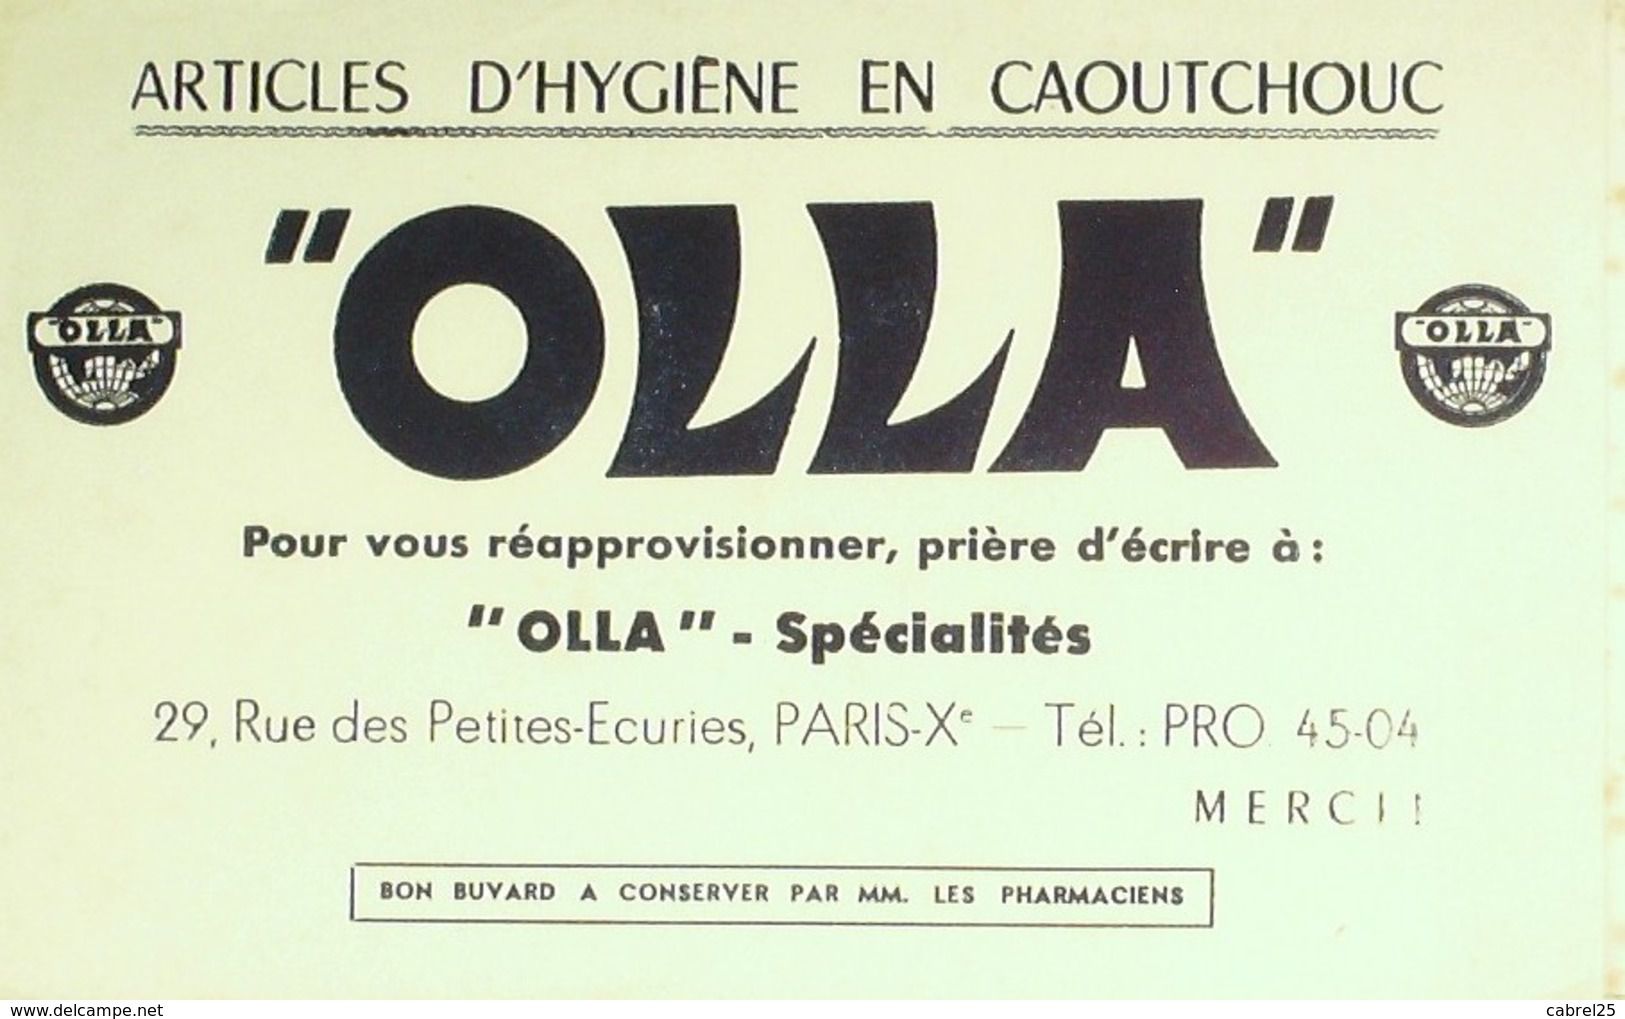 ARTICLES D'HYGIÈNE EN CAOUTCHOUC
"OLLA"
"OLLA"
"OLLA"
Pour vous réapprovisionner, prière d'écrire à :
"OLLA" - Spécialités
29, Rue des Petites-Ecuries, PARIS-Xe — Tél. : PRO. 45-04
MERCI !
BON BUVARD A CONSERVER PAR MM. LES PHARMACIENS
www.delcampe.net
cabrel25